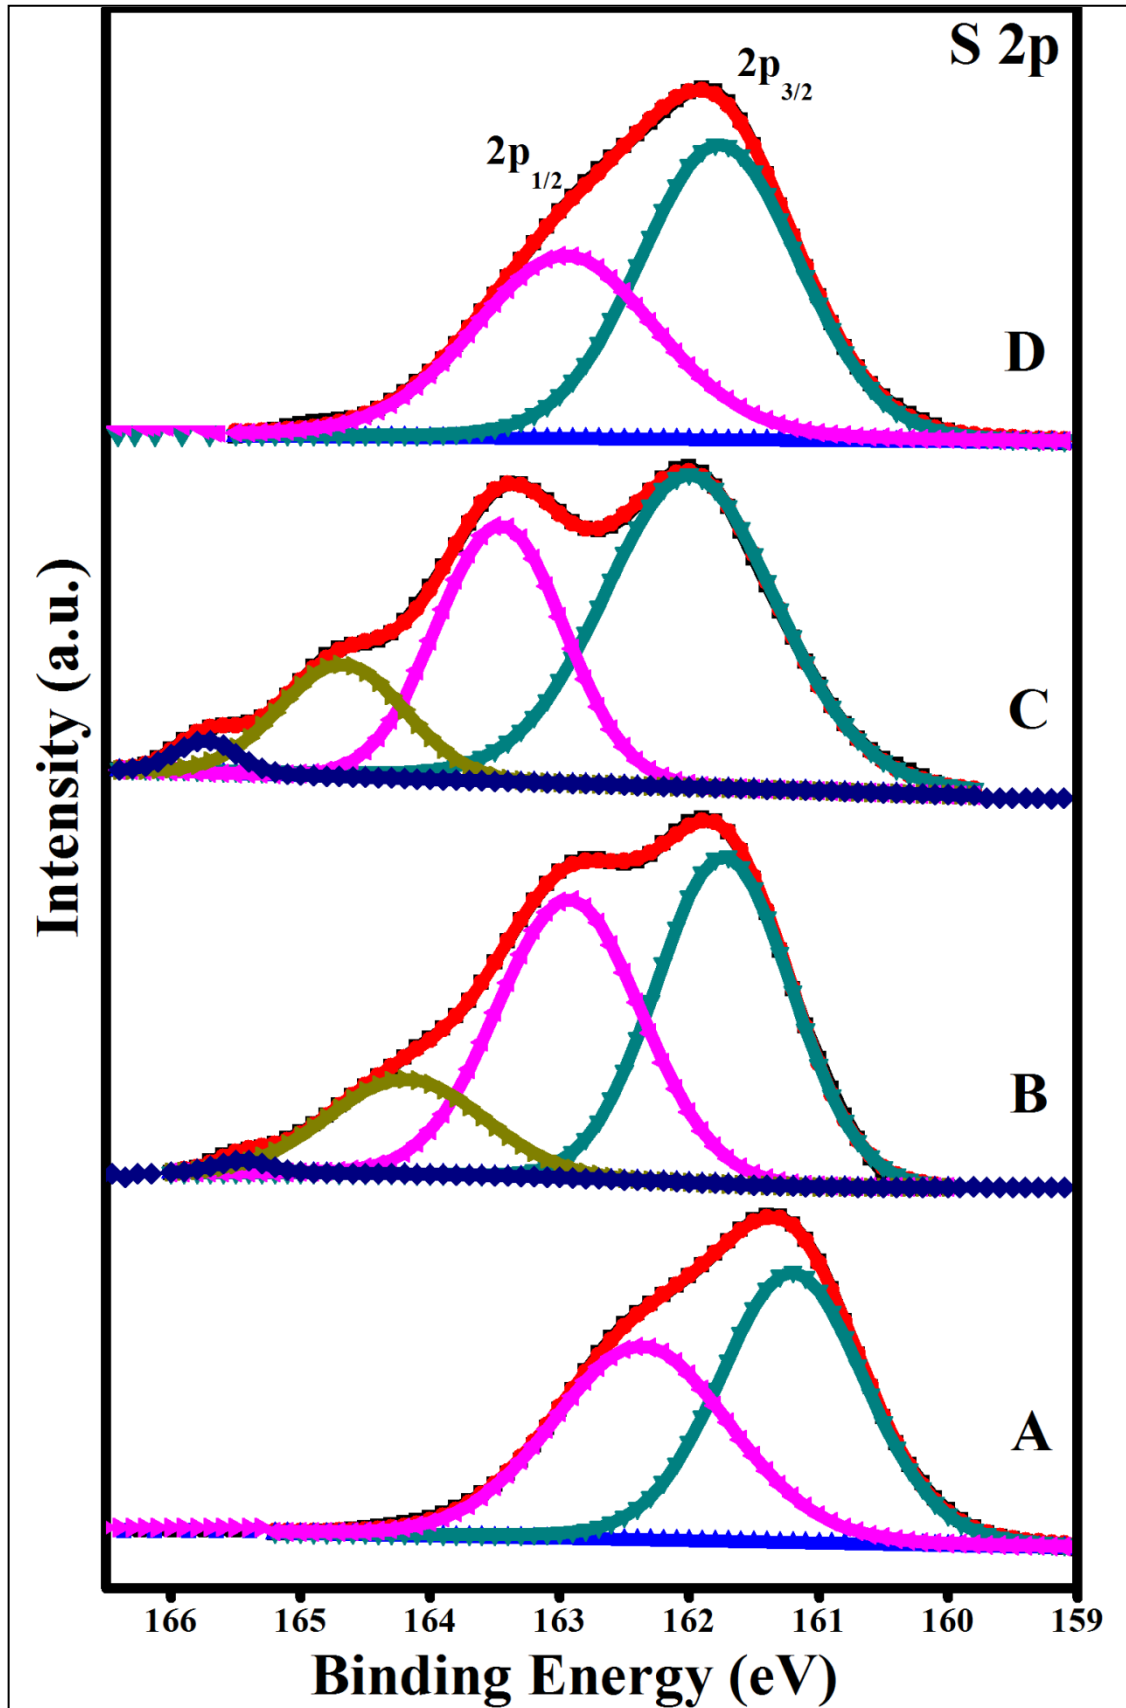 S 2p
2p3/2
2p1/2
D
C
B
A
Intensity (a.u.)
166 165 164 163 162 161 160 159
Binding Energy (eV)